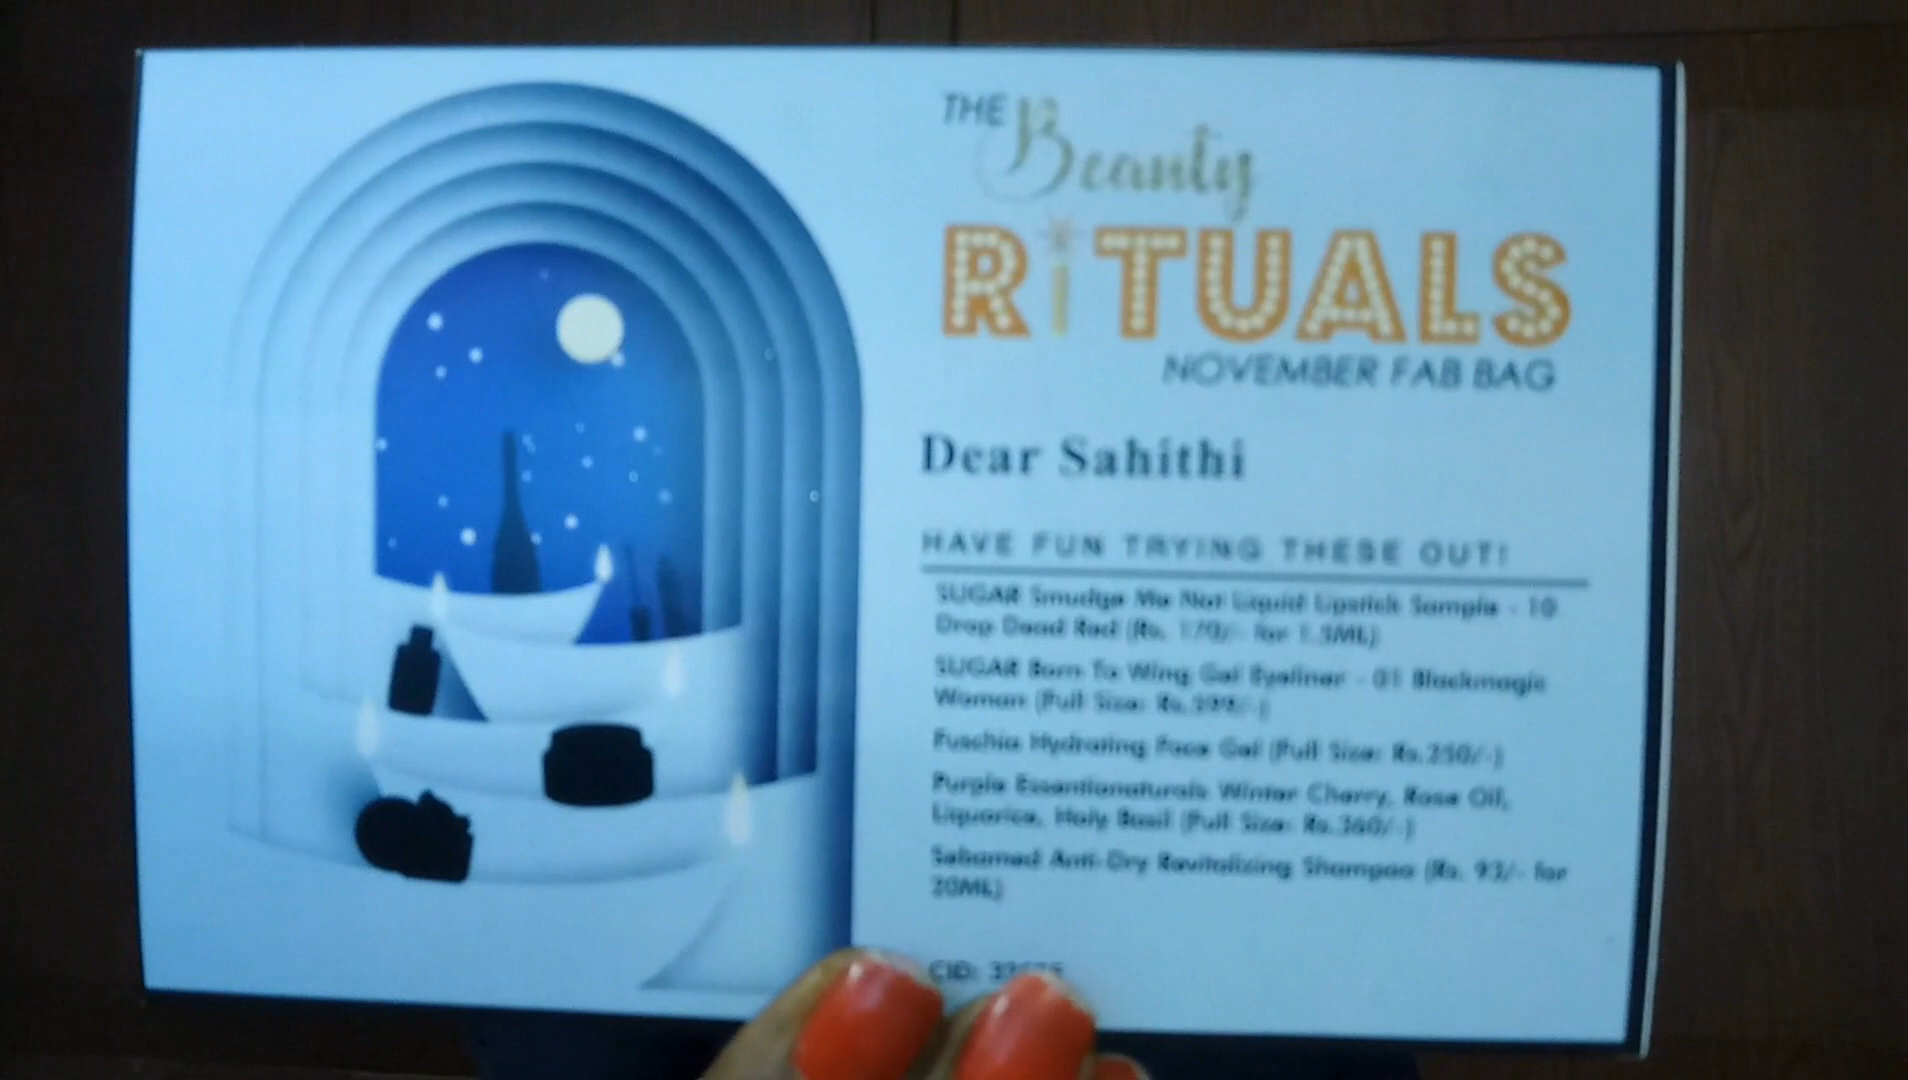 THE Beauty
RiTUALS
NOVEMBER FAB BAG
Dear Sahithi
HAVE FUN TRYING THESE OUT!
SUGAR Smudge Me Not Liquid Lipstick Sample - 10
Drop Dead Red (Rs. 170/- for 1.5ML)
SUGAR Born To Wing Gel Eyeliner - 01 Blackmagic
Woman (Full Size: Rs.599/-)
Fuschia Hydrating Face Gel (Full Size: Rs.250/-)
Purple Essentionaturals Winter Cherry, Rose Oil,
Liquorice, Holy Basil (Full Size: Rs.360/-)
Sebamed Anti-Dry Revitalizing Shampoo (Rs. 93/- for
20ML)
CID: